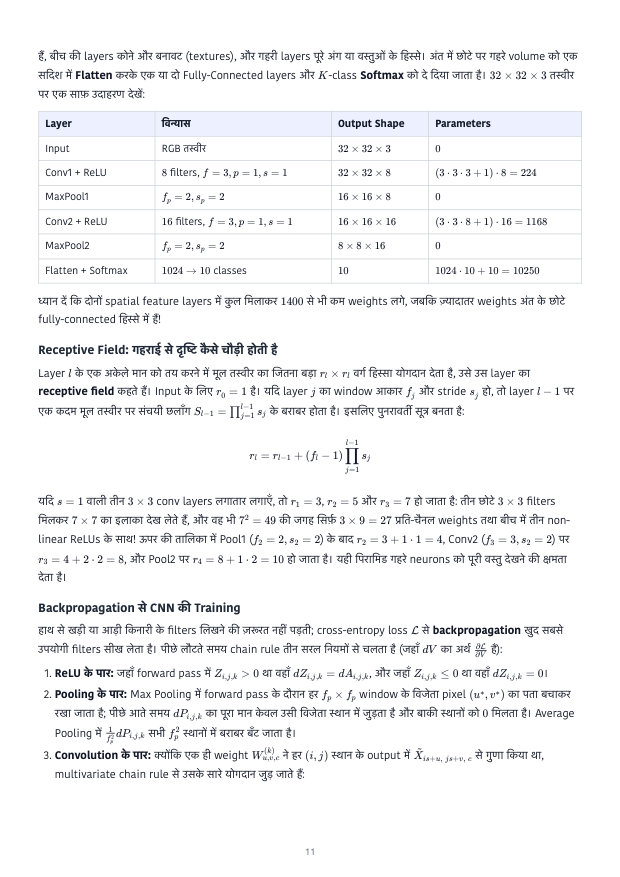 हैं, बीच की layers कोने और बनावट (textures), और गहरी layers पूरे अंग या वस्तुओं के हिस्से। अंत में छोटे पर गहरे volume को एक
सदिश में Flatten करके एक या दो Fully-Connected layers और K-class Softmax को दे दिया जाता है। 32 × 32 × 3 तस्वीर
पर एक साफ़ उदाहरण देखें:
Layer विन्यास Output Shape Parameters
Input RGB तस्वीर 32 × 32 × 3 0
Conv1 + ReLU 8 filters, f = 3, p = 1, s = 1 32 × 32 × 8 (3 · 3 · 3 + 1) · 8 = 224
MaxPool1 f_p = 2, s_p = 2 16 × 16 × 8 0
Conv2 + ReLU 16 filters, f = 3, p = 1, s = 1 16 × 16 × 16 (3 · 3 · 8 + 1) · 16 = 1168
MaxPool2 f_p = 2, s_p = 2 8 × 8 × 16 0
Flatten + Softmax 1024 → 10 classes 10 1024 · 10 + 10 = 10250
ध्यान दें कि दोनों spatial feature layers में कुल मिलाकर 1400 से भी कम weights लगे, जबकि ज़्यादातर weights अंत के छोटे
fully-connected हिस्से में हैं!
Receptive Field: गहराई से दृष्टि कैसे चौड़ी होती है
Layer l के एक अकेले मान को तय करने में मूल तस्वीर का जितना बड़ा r_l × r_l वर्ग हिस्सा योगदान देता है, उसे उस layer का
receptive field कहते हैं। Input के लिए r_0 = 1 है। यदि layer j का window आकार f_j और stride s_j हो, तो layer l − 1 पर
एक कदम मूल तस्वीर पर संचयी छलाँग S_{l−1} = ∏_{j=1}^{l−1} s_j के बराबर होता है। इसलिए पुनरावर्ती सूत्र बनता है:
r_l = r_{l−1} + (f_l − 1) ∏_{j=1}^{l−1} s_j
यदि s = 1 वाली तीन 3 × 3 conv layers लगातार लगाएँ, तो r_1 = 3, r_2 = 5 और r_3 = 7 हो जाता है: तीन छोटे 3 × 3 filters
मिलकर 7 × 7 का इलाका देख लेते हैं, और वह भी 7^2 = 49 की जगह सिर्फ़ 3 × 9 = 27 प्रति-चैनल weights तथा बीच में तीन non-
linear ReLUs के साथ! ऊपर की तालिका में Pool1 (f_2 = 2, s_2 = 2) के बाद r_2 = 3 + 1 · 1 = 4, Conv2 (f_3 = 3, s_2 = 2) पर
r_3 = 4 + 2 · 2 = 8, और Pool2 पर r_4 = 8 + 1 · 2 = 10 हो जाता है। यही पिरामिड गहरे neurons को पूरी वस्तु देखने की क्षमता
देता है।
Backpropagation से CNN की Training
हाथ से खड़ी या आड़ी किनारी के filters लिखने की ज़रूरत नहीं पड़ती; cross-entropy loss ℒ से backpropagation खुद सबसे
उपयोगी filters सीख लेता है। पीछे लौटते समय chain rule तीन सरल नियमों से चलता है (जहाँ dV का अर्थ ∂ℒ/∂V है):
1. ReLU के पार: जहाँ forward pass में Z_{i,j,k} > 0 था वहाँ dZ_{i,j,k} = dA_{i,j,k}, और जहाँ Z_{i,j,k} ≤ 0 था वहाँ dZ_{i,j,k} = 0।
2. Pooling के पार: Max Pooling में forward pass के दौरान हर f_p × f_p window के विजेता pixel (u*, v*) का पता बचाकर
रखा जाता है; पीछे आते समय dP_{i,j,k} का पूरा मान केवल उसी विजेता स्थान में जुड़ता है और बाकी स्थानों को 0 मिलता है। Average
Pooling में 1/f_p^2 dP_{i,j,k} सभी f_p^2 स्थानों में बराबर बँट जाता है।
3. Convolution के पार: क्योंकि एक ही weight W_{u,v,c}^{(k)} ने हर (i, j) स्थान के output में X̃_{is+u, js+v, c} से गुणा किया था,
multivariate chain rule से उसके सारे योगदान जुड़ जाते हैं:
11